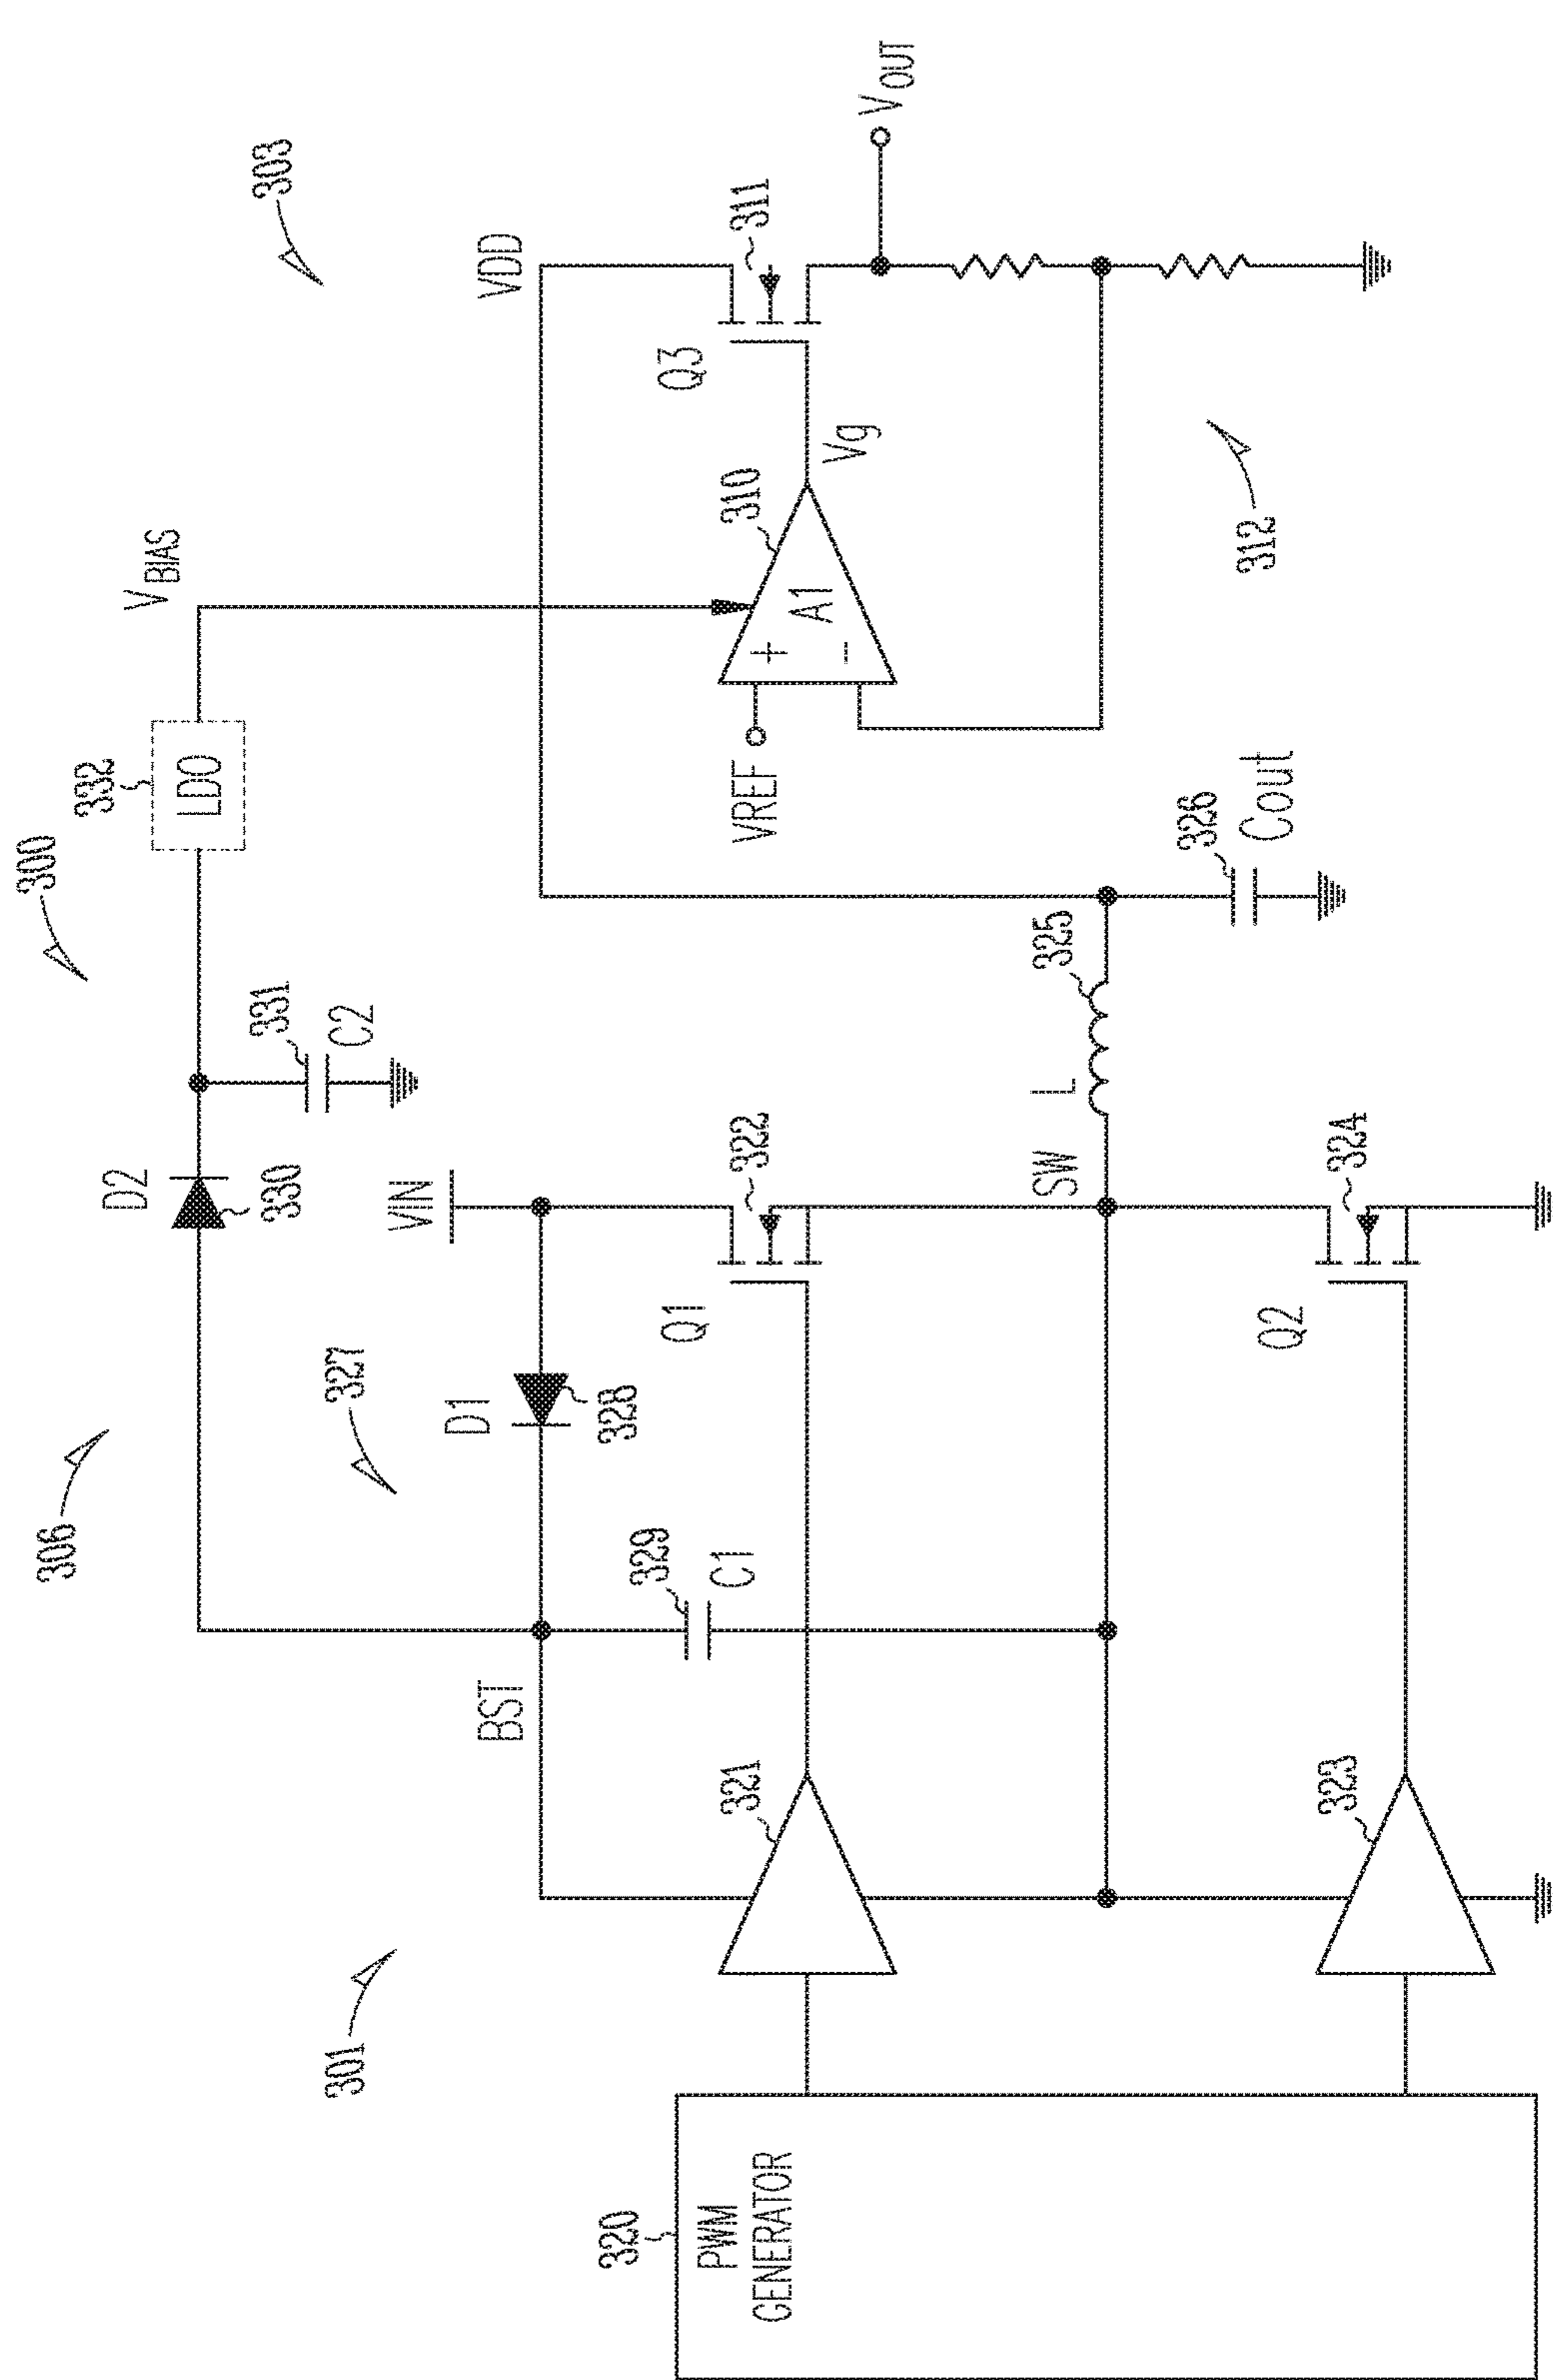 300
306
332
LDO
V_BIAS
D2
330
331
C2
303
301
327
VIN
D1
328
BST
329
C1
VDD
Q1
322
Q3
311
310
A1
+
-
Vg
VREF
V_OUT
312
320
PWM
GENERATOR
321
SW
L
325
326
Cout
323
Q2
324